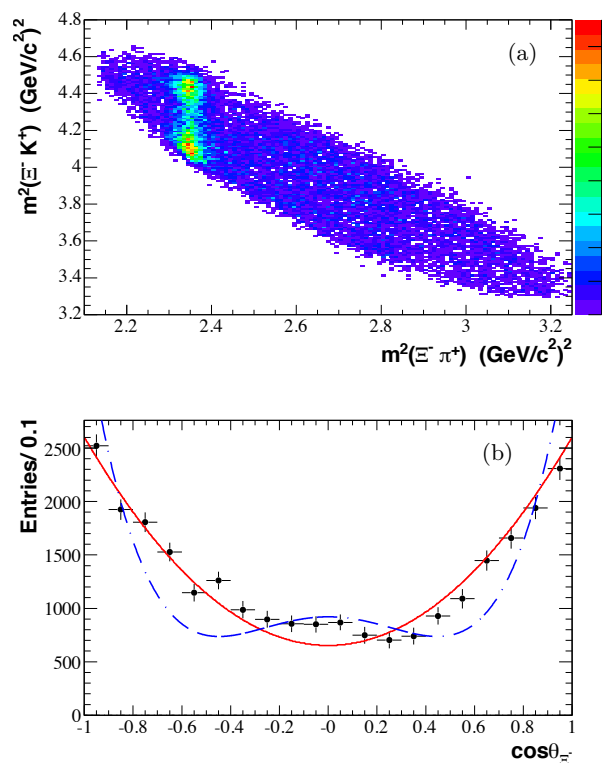 m²(Ξ⁻ K⁺) (GeV/c²)²
4.8
4.6
4.4
4.2
4
3.8
3.6
3.4
3.2
(a)
2.2 2.4 2.6 2.8 3 3.2
m²(Ξ⁻ π⁺) (GeV/c²)²
Entries/ 0.1
2500
2000
1500
1000
500
0
(b)
-1 -0.8 -0.6 -0.4 -0.2 -0 0.2 0.4 0.6 0.8 1
cosθ_Ξ⁻